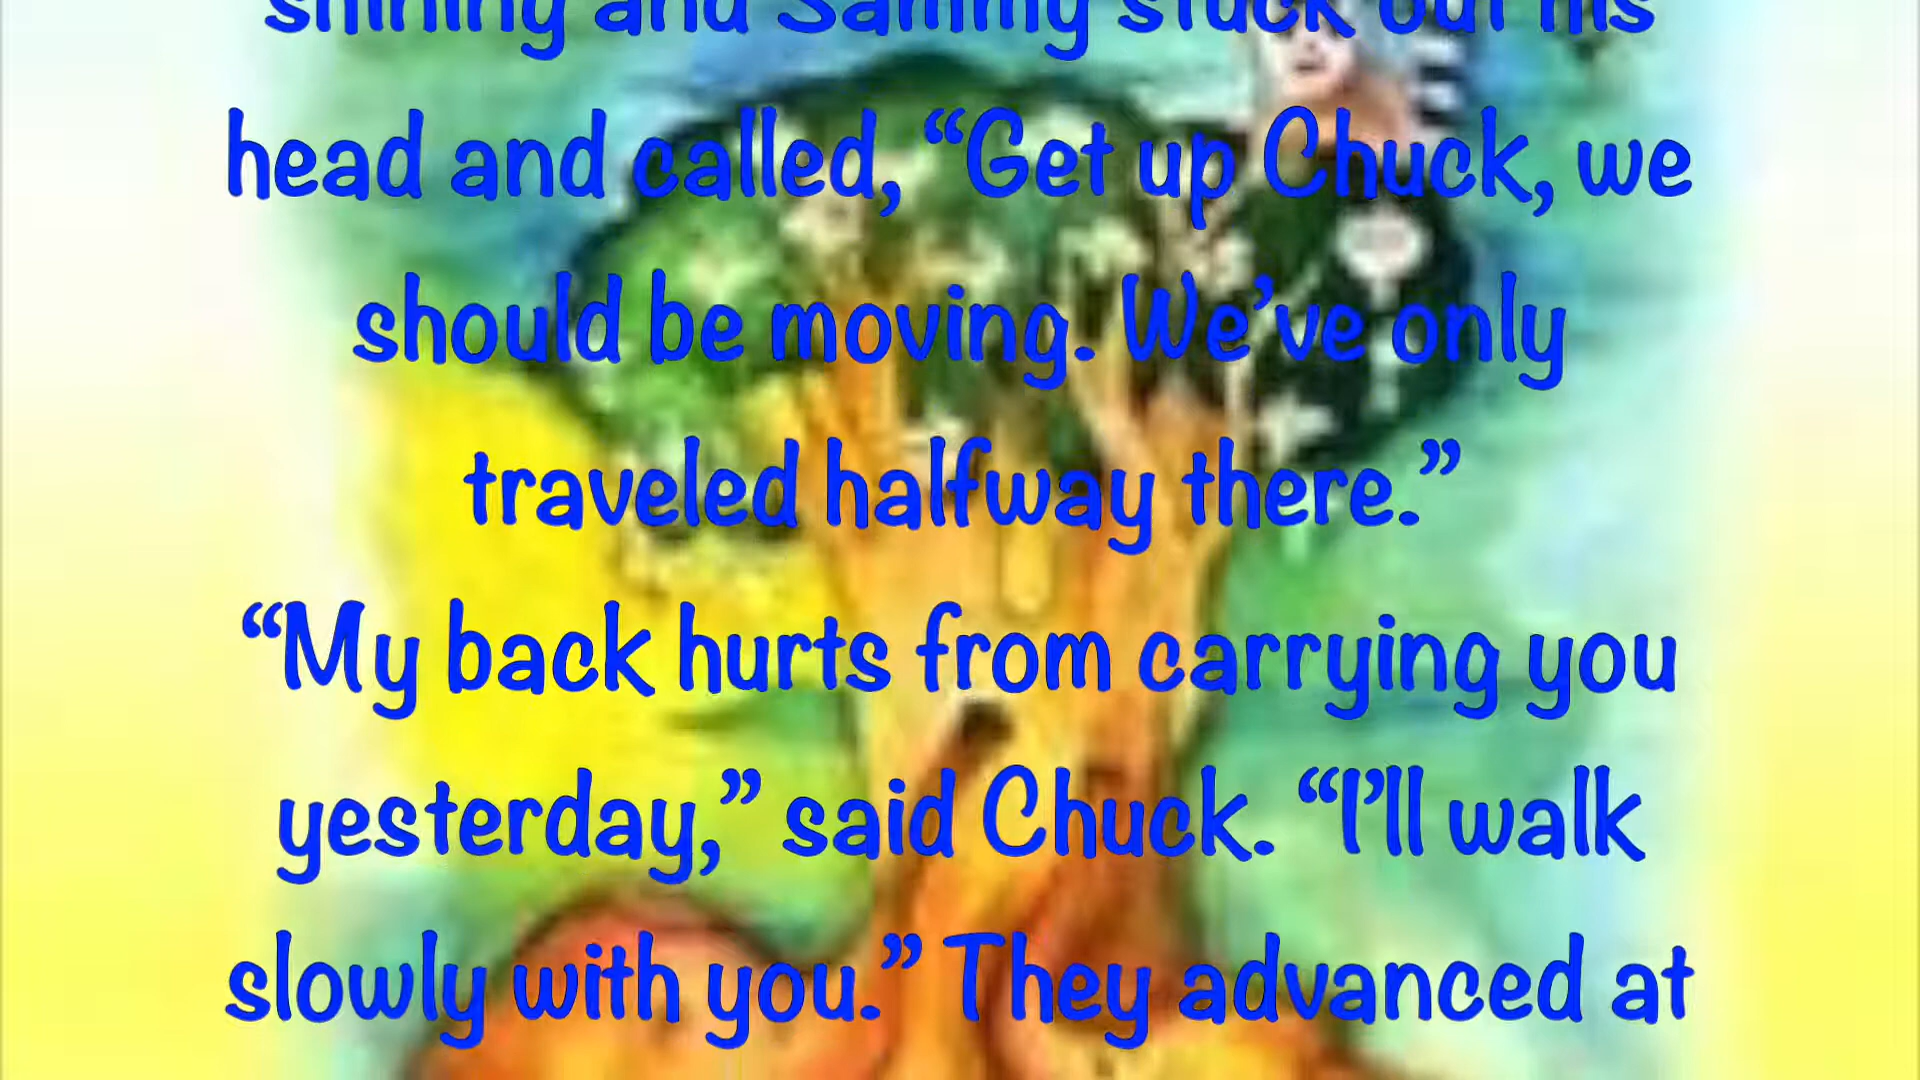 shining and Sammy stuck out his
head and called, “Get up Chuck, we
should be moving. We’ve only
traveled halfway there.”
“My back hurts from carrying you
yesterday,” said Chuck. “I’ll walk
slowly with you.” They advanced at